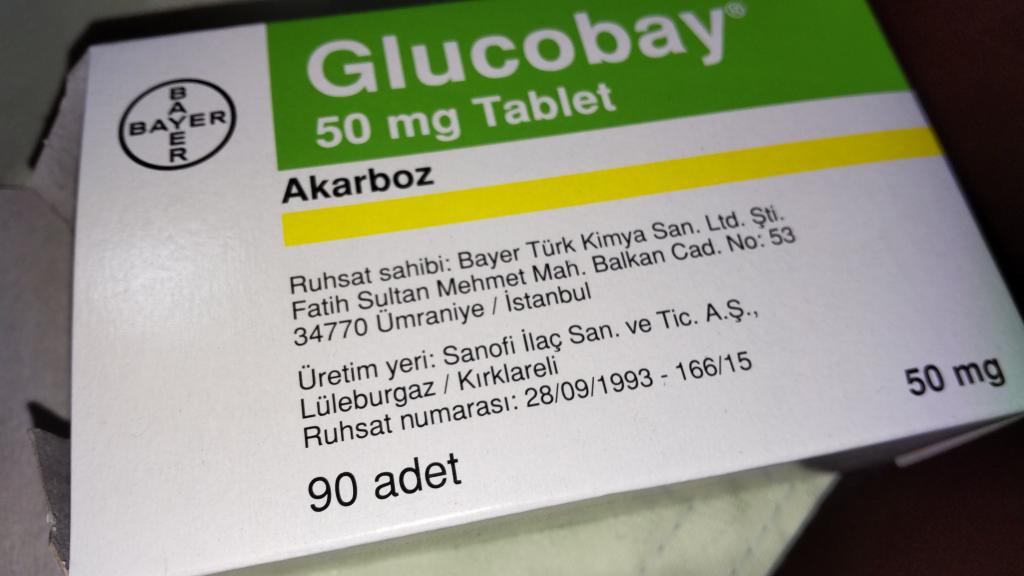 BAYER
BAYER
Glucobay®
50 mg Tablet
Akarboz
Ruhsat sahibi: Bayer Türk Kimya San. Ltd. Şti.
Fatih Sultan Mehmet Mah. Balkan Cad. No: 53
34770 Ümraniye / İstanbul
Üretim yeri: Sanofi İlaç San. ve Tic. A.Ş.,
Lüleburgaz / Kırklareli
Ruhsat numarası: 28/09/1993 - 166/15
50 mg
90 adet